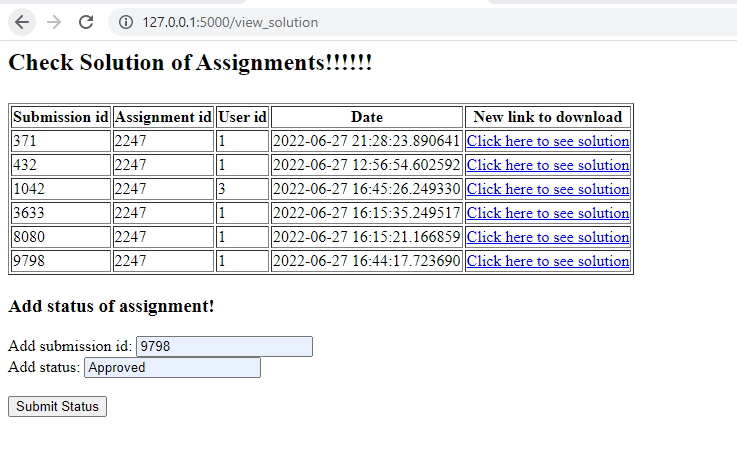 127.0.0.1:5000/view_solution
Check Solution of Assignments!!!!!!
Submission id Assignment id User id Date New link to download
371 2247 1 2022-06-27 21:28:23.890641 Click here to see solution
432 2247 1 2022-06-27 12:56:54.602592 Click here to see solution
1042 2247 3 2022-06-27 16:45:26.249330 Click here to see solution
3633 2247 1 2022-06-27 16:15:35.249517 Click here to see solution
8080 2247 1 2022-06-27 16:15:21.166859 Click here to see solution
9798 2247 1 2022-06-27 16:44:17.723690 Click here to see solution
Add status of assignment!
Add submission id: 9798
Add status: Approved
Submit Status